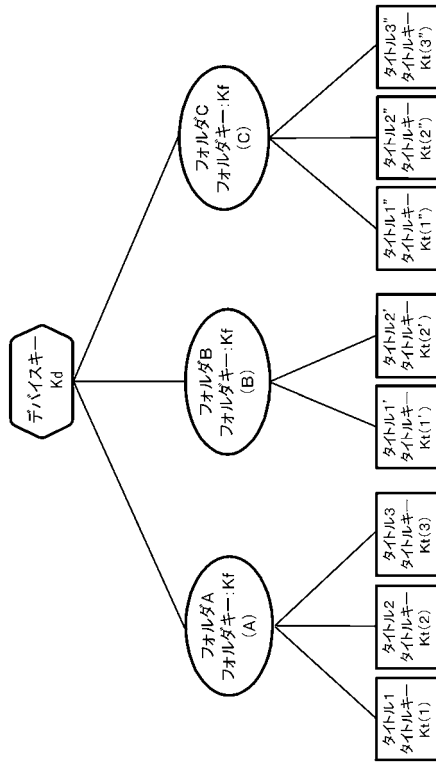 デバイスキー
Kd
フォルダA
フォルダキー:Kf
(A)
フォルダB
フォルダキー:Kf
(B)
フォルダC
フォルダキー:Kf
(C)
タイトル1
タイトルキー
Kt(1)
タイトル2
タイトルキー
Kt(2)
タイトル3
タイトルキー
Kt(3)
タイトル1'
タイトルキー
Kt(1')
タイトル2'
タイトルキー
Kt(2')
タイトル1"
タイトルキー
Kt(1")
タイトル2"
タイトルキー
Kt(2")
タイトル3"
タイトルキー
Kt(3")